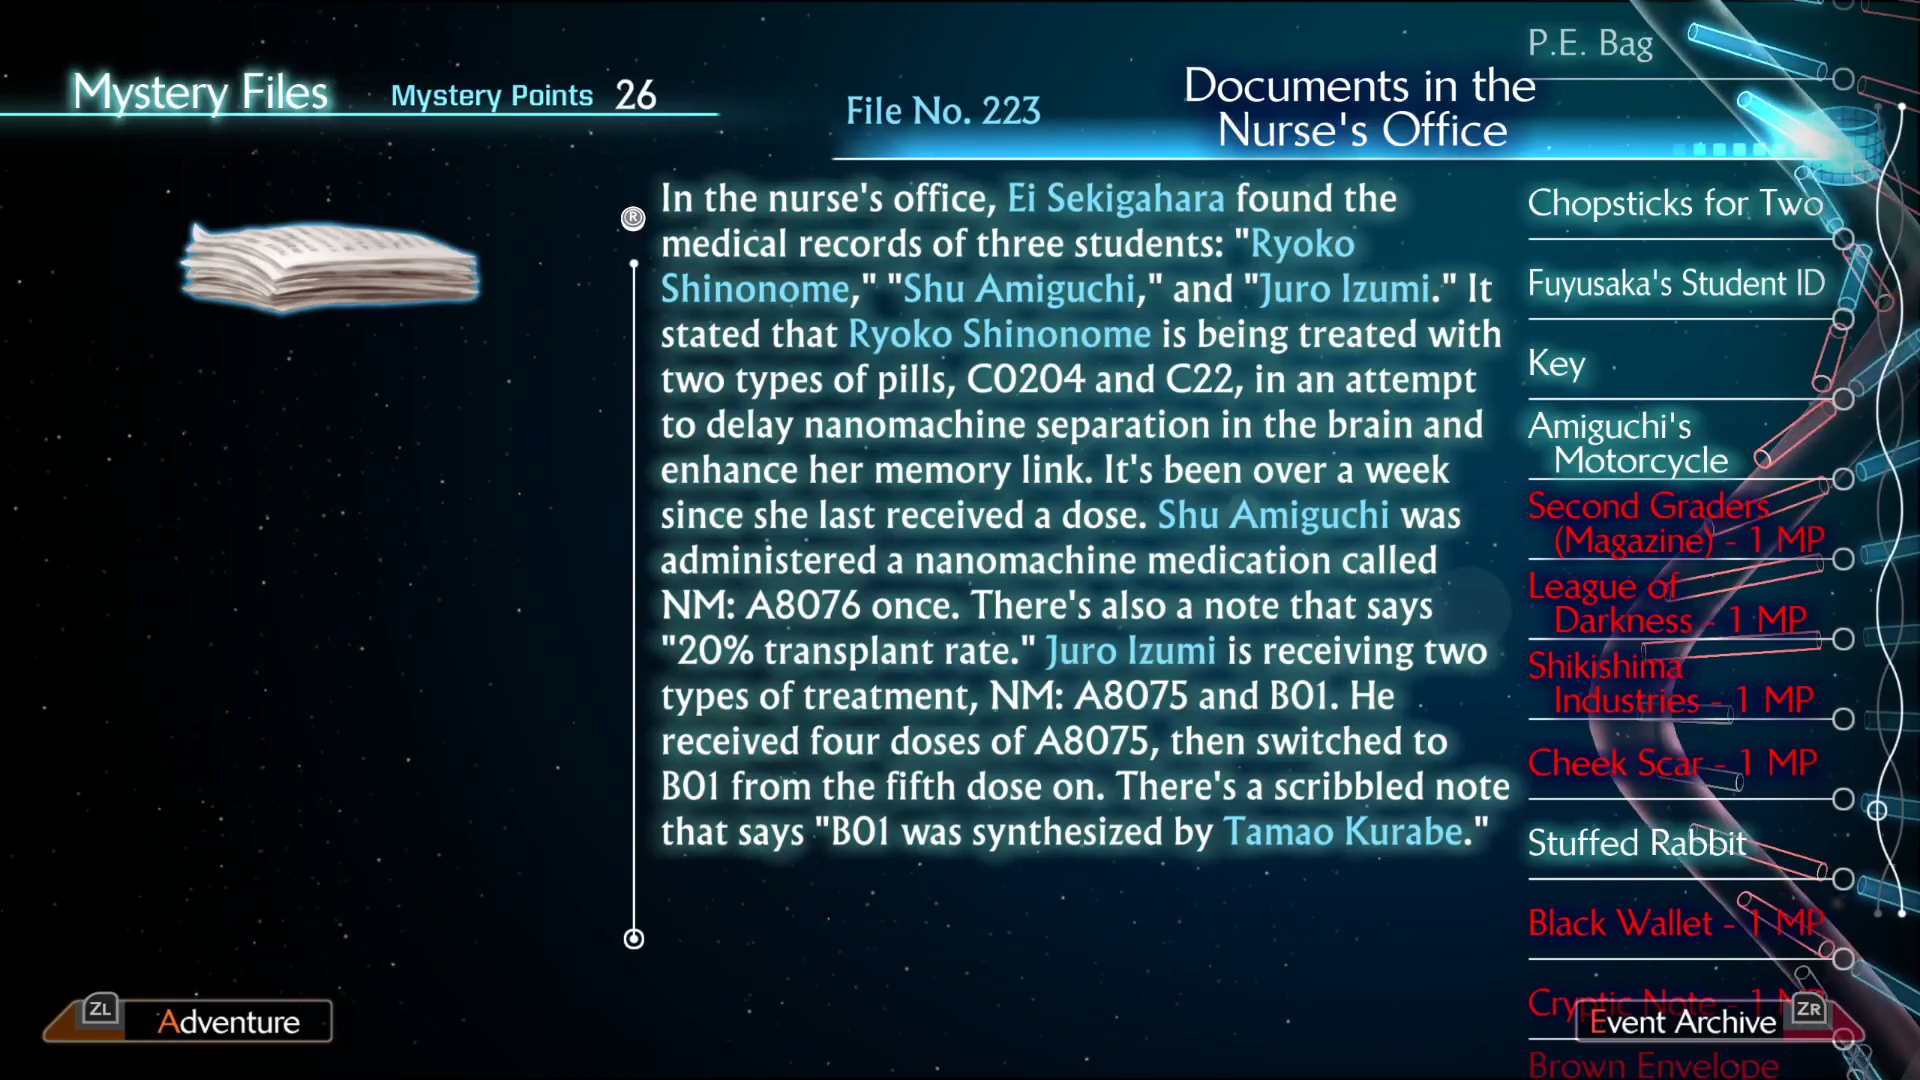 Mystery Files
Mystery Points 26
File No. 223
Documents in the
Nurse's Office
In the nurse's office, Ei Sekigahara found the
medical records of three students: "Ryoko
Shinonome," "Shu Amiguchi," and "Juro Izumi." It
stated that Ryoko Shinonome is being treated with
two types of pills, C0204 and C22, in an attempt
to delay nanomachine separation in the brain and
enhance her memory link. It's been over a week
since she last received a dose. Shu Amiguchi was
administered a nanomachine medication called
NM: A8076 once. There's also a note that says
"20% transplant rate." Juro Izumi is receiving two
types of treatment, NM: A8075 and B01. He
received four doses of A8075, then switched to
B01 from the fifth dose on. There's a scribbled note
that says "B01 was synthesized by Tamao Kurabe."
R
P.E. Bag
Chopsticks for Two
Fuyusaka's Student ID
Key
Amiguchi's
Motorcycle
Second Graders
(Magazine) - 1 MP
League of
Darkness - 1 MP
Shikishima
Industries - 1 MP
Cheek Scar - 1 MP
Stuffed Rabbit
Black Wallet - 1 MP
Cryptic Note - 1 MP
Brown Envelope
ZL
Adventure
Event Archive
ZR